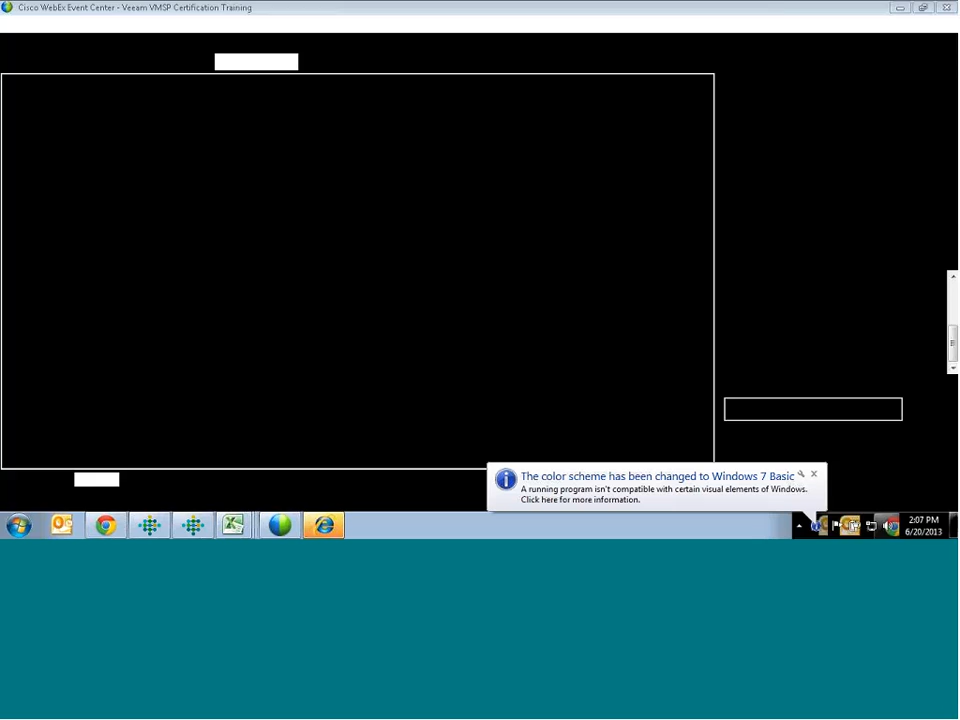 Cisco WebEx Event Center - Veeam VMSP Certification Training
The color scheme has been changed to Windows 7 Basic
A running program isn't compatible with certain visual elements of Windows.
Click here for more information.
2:07 PM
6/20/2013